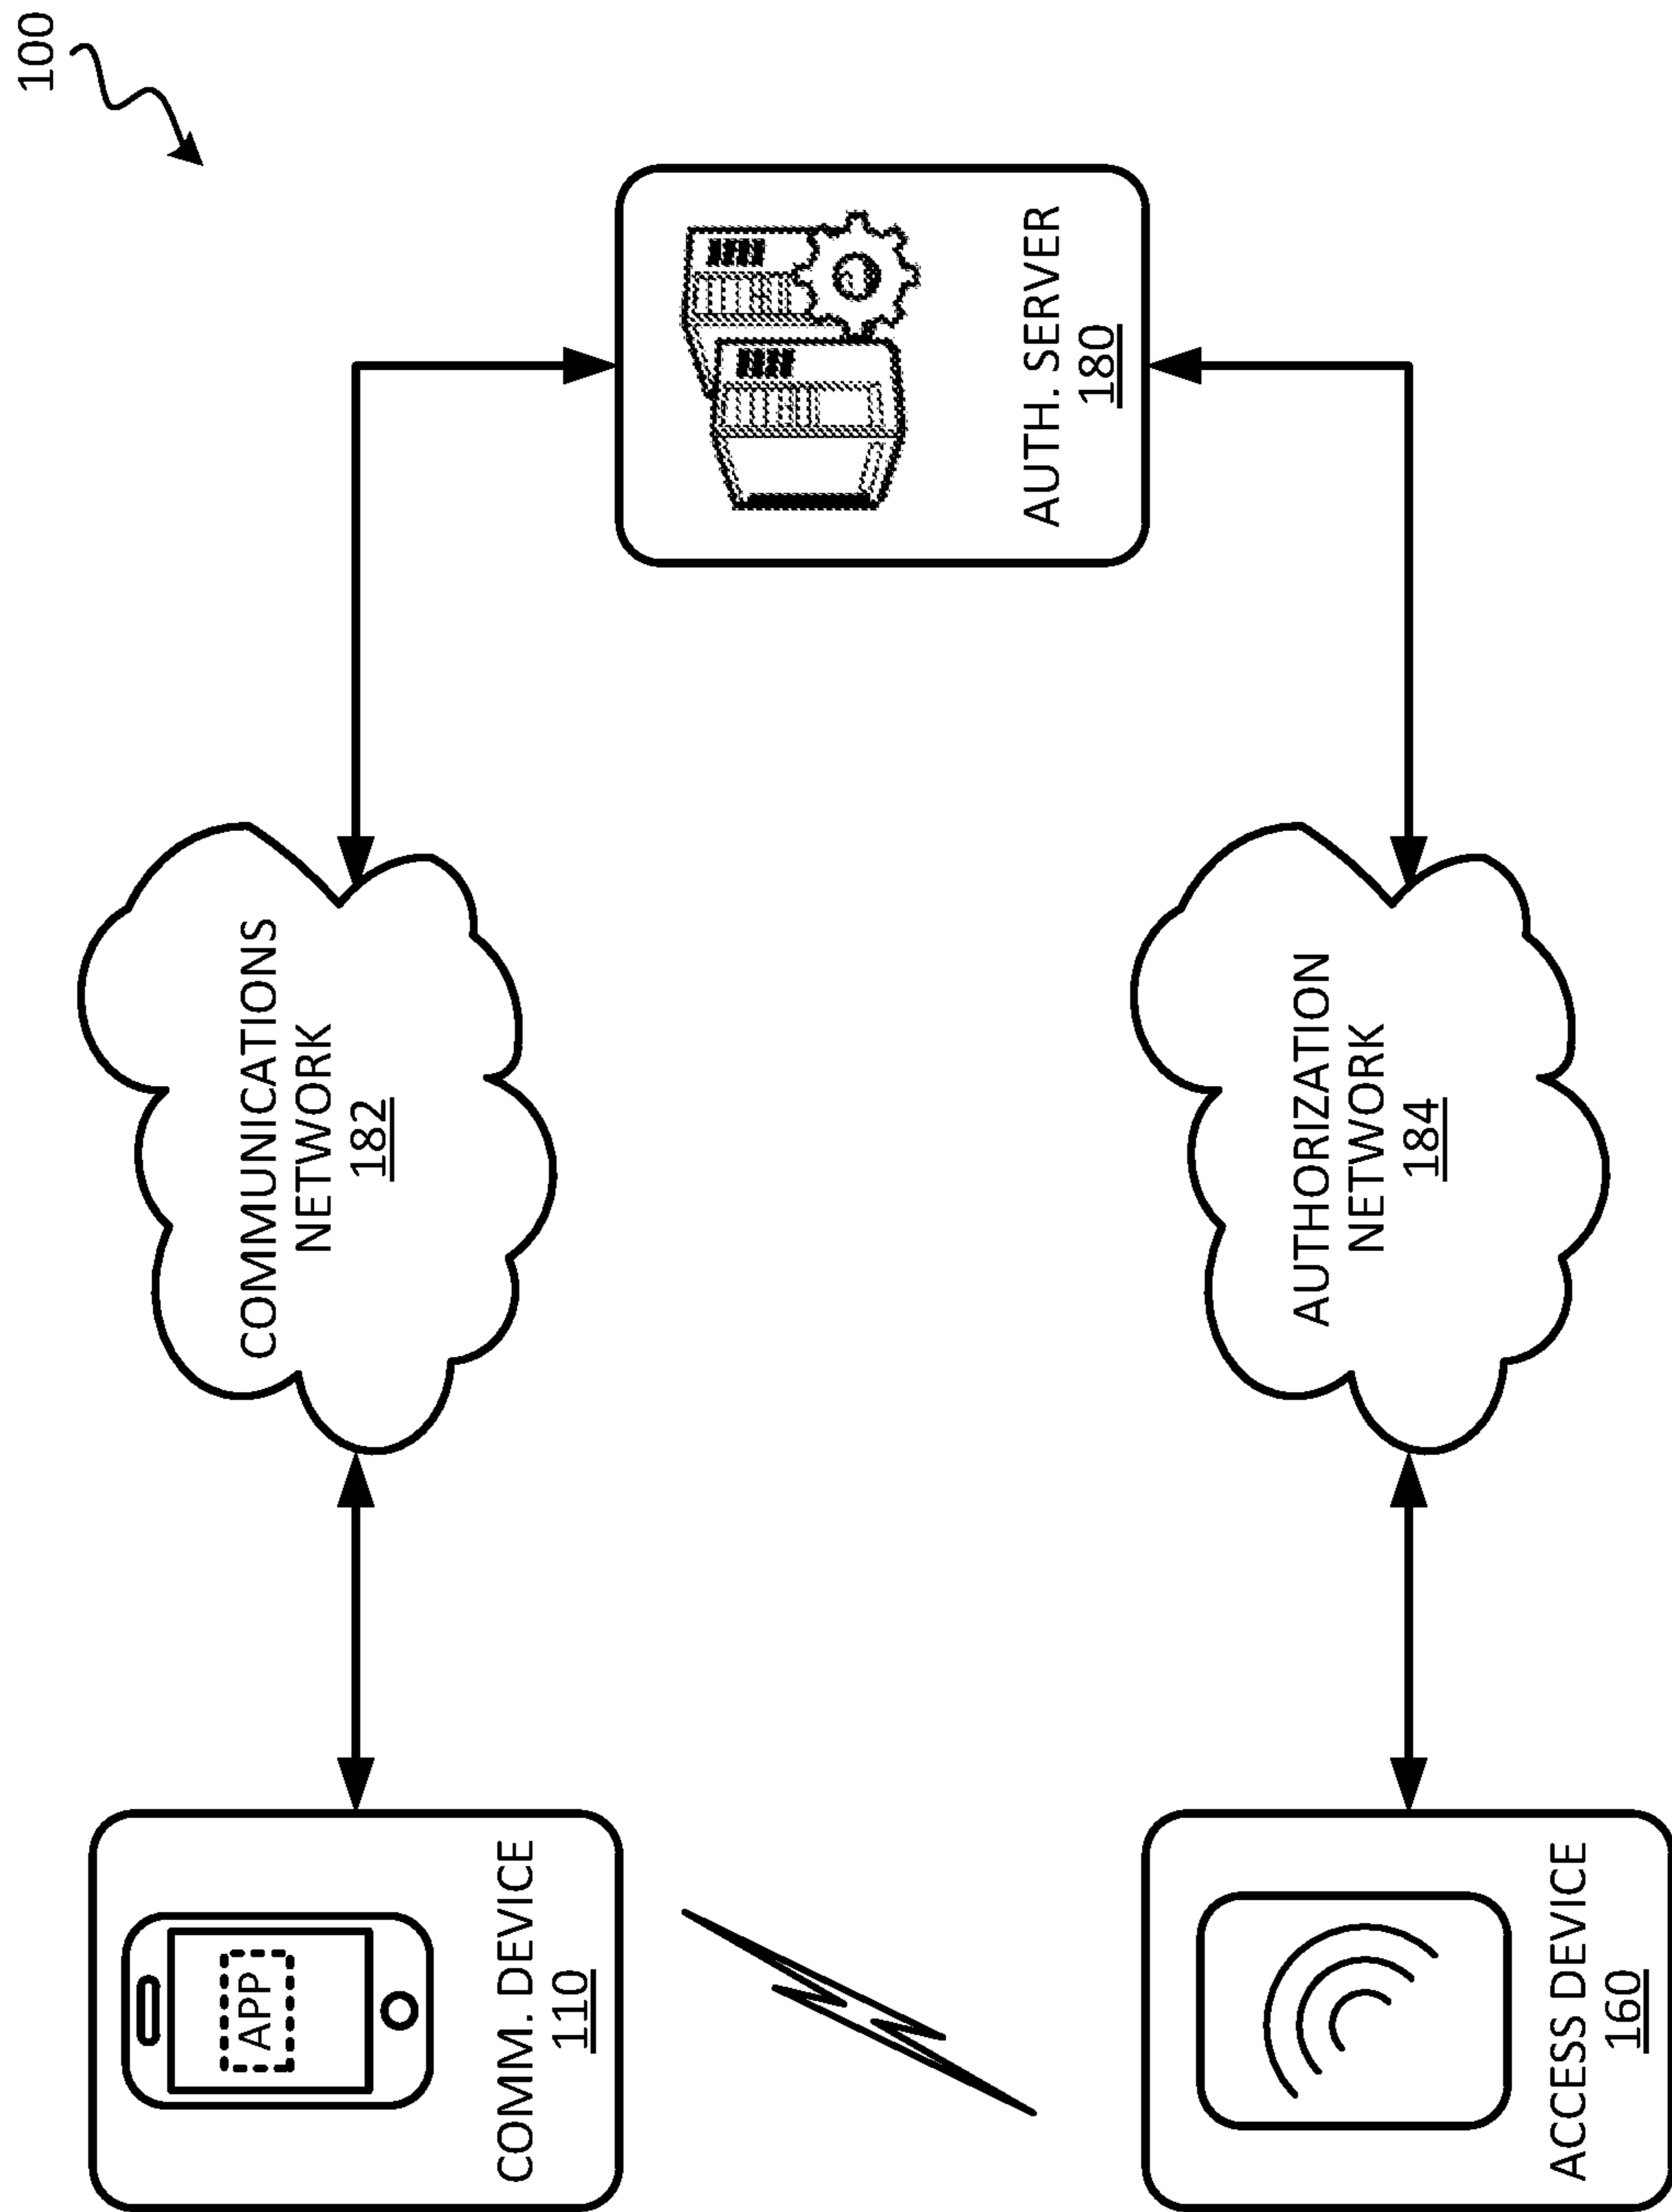 100
COMM. DEVICE
110
APP
COMMUNICATIONS
NETWORK
182
AUTH. SERVER
180
ACCESS DEVICE
160
AUTHORIZATION
NETWORK
184